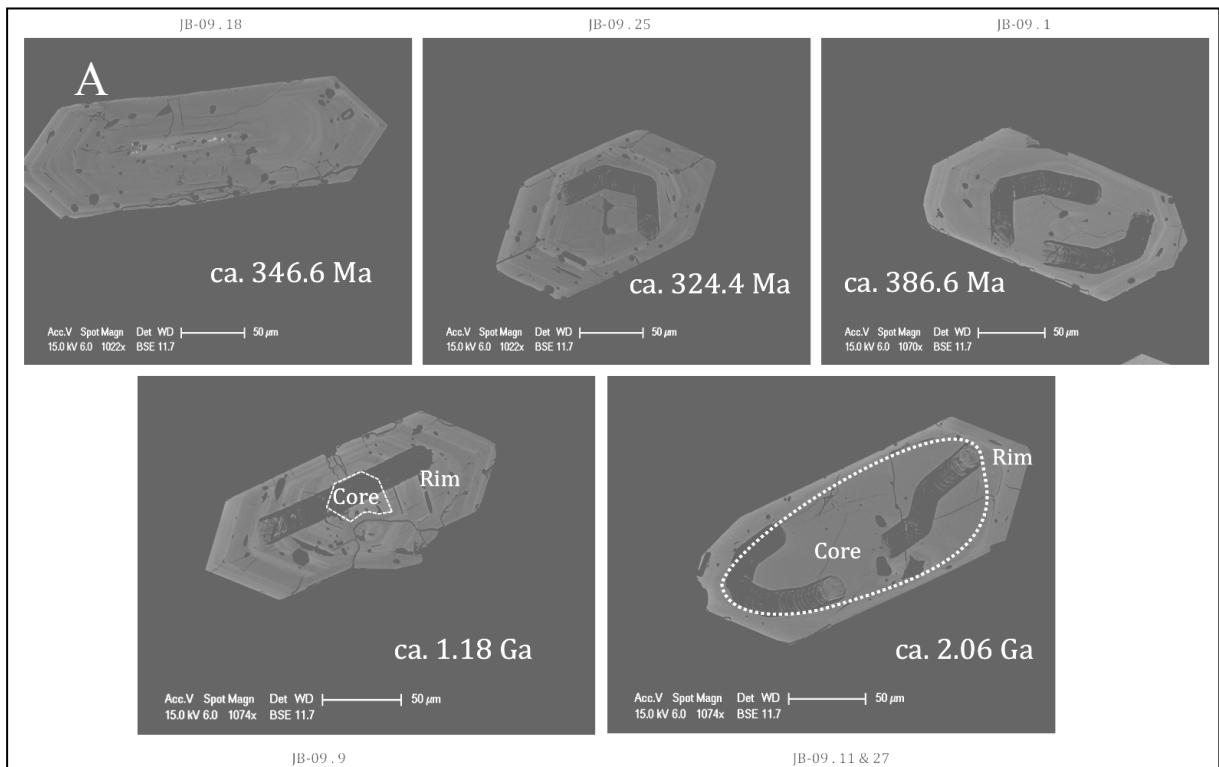 JB-09 . 18
JB-09 . 25
JB-09 . 1
A
ca. 346.6 Ma
Acc.V Spot Magn Det WD 50 µm
15.0 kV 6.0 1022x BSE 11.7
ca. 324.4 Ma
Acc.V Spot Magn Det WD 50 µm
15.0 kV 6.0 1022x BSE 11.7
ca. 386.6 Ma
Acc.V Spot Magn Det WD 50 µm
15.0 kV 6.0 1070x BSE 11.7
Core
Rim
ca. 1.18 Ga
Acc.V Spot Magn Det WD 50 µm
15.0 kV 6.0 1074x BSE 11.7
Rim
Core
ca. 2.06 Ga
Acc.V Spot Magn Det WD 50 µm
15.0 kV 6.0 1074x BSE 11.7
JB-09 . 9
JB-09 . 11 & 27